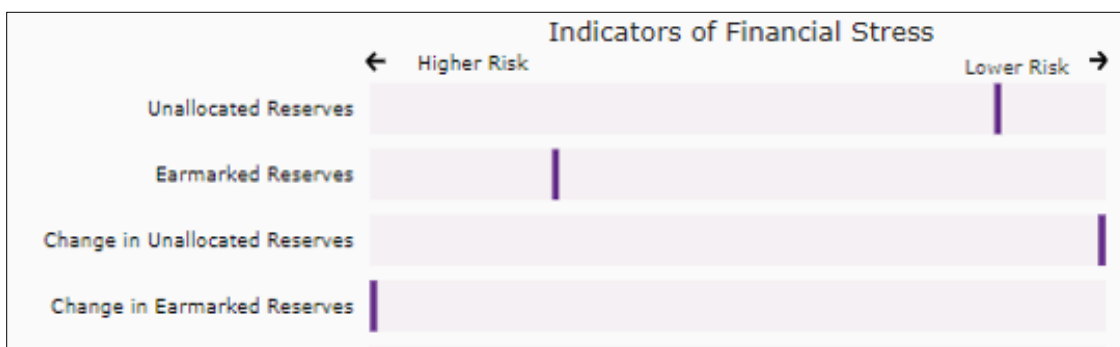 Indicators of Financial Stress
← Higher Risk Lower Risk →
Unallocated Reserves
Earmarked Reserves
Change in Unallocated Reserves
Change in Earmarked Reserves